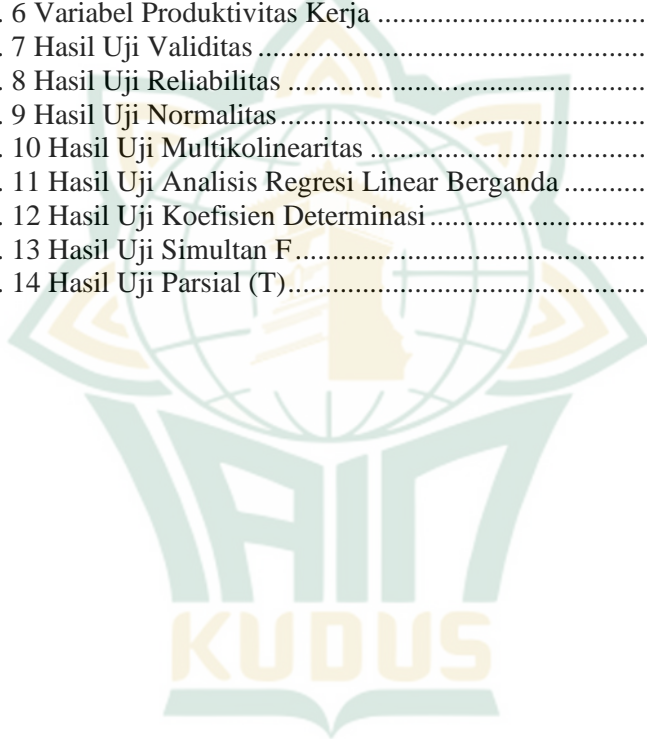 . 6 Variabel Produktivitas Kerja ......................................
. 7 Hasil Uji Validitas .......................................................
. 8 Hasil Uji Reliabilitas ..................................................
. 9 Hasil Uji Normalitas ....................................................
. 10 Hasil Uji Multikolinearitas .......................................
. 11 Hasil Uji Analisis Regresi Linear Berganda ............
. 12 Hasil Uji Koefisien Determinasi ..............................
. 13 Hasil Uji Simultan F ..................................................
. 14 Hasil Uji Parsial (T) ...................................................
IAIN
KUDUS